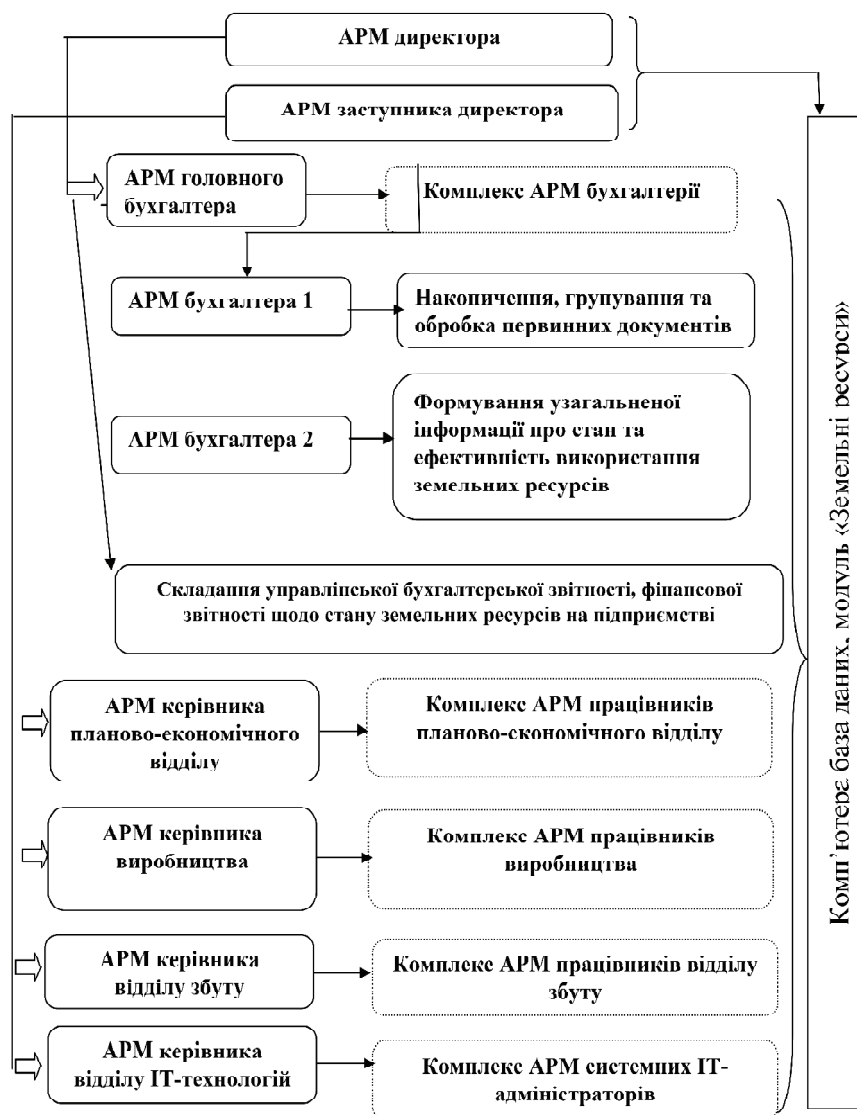 АРМ директора
АРМ заступника директора
АРМ головного
бухгалтера
Комплекс АРМ бухгалтерії
АРМ бухгалтера 1
Накопичення, групування та
обробка первинних документів
АРМ бухгалтера 2
Формування узагальненої
інформації про стан та
ефективність використання
земельних ресурсів
Складання управлінської бухгалтерської звітності, фінансової
звітності щодо стану земельних ресурсів на підприємстві
АРМ керівника
планово-економічного
відділу
Комплекс АРМ працівників
планово-економічного відділу
АРМ керівника
виробництва
Комплекс АРМ працівників
виробництва
АРМ керівника
відділу збуту
Комплекс АРМ працівників відділу
збуту
АРМ керівника
відділу ІТ-технологій
Комплекс АРМ системних ІТ-
адміністраторів
Комп’ютера база даних, модуль «Земельні ресурси»